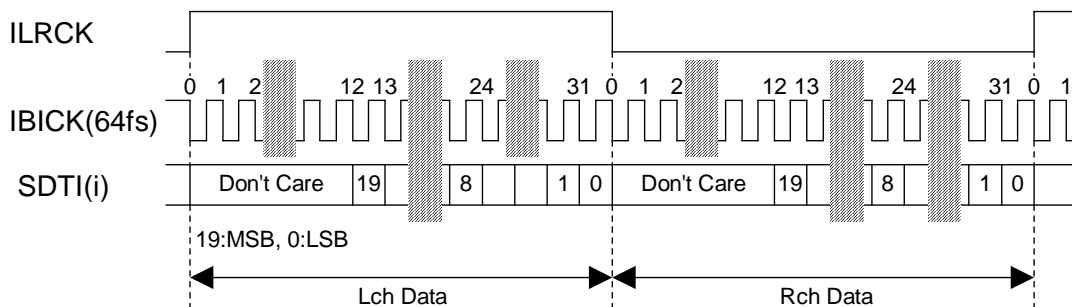 ILRCK
0 1 2 12 13 24 31 0 1 2 12 13 24 31 0 1
IBICK(64fs)
SDTI(i) Don't Care 19 8 1 0 Don't Care 19 8 1 0
19:MSB, 0:LSB
Lch Data Rch Data